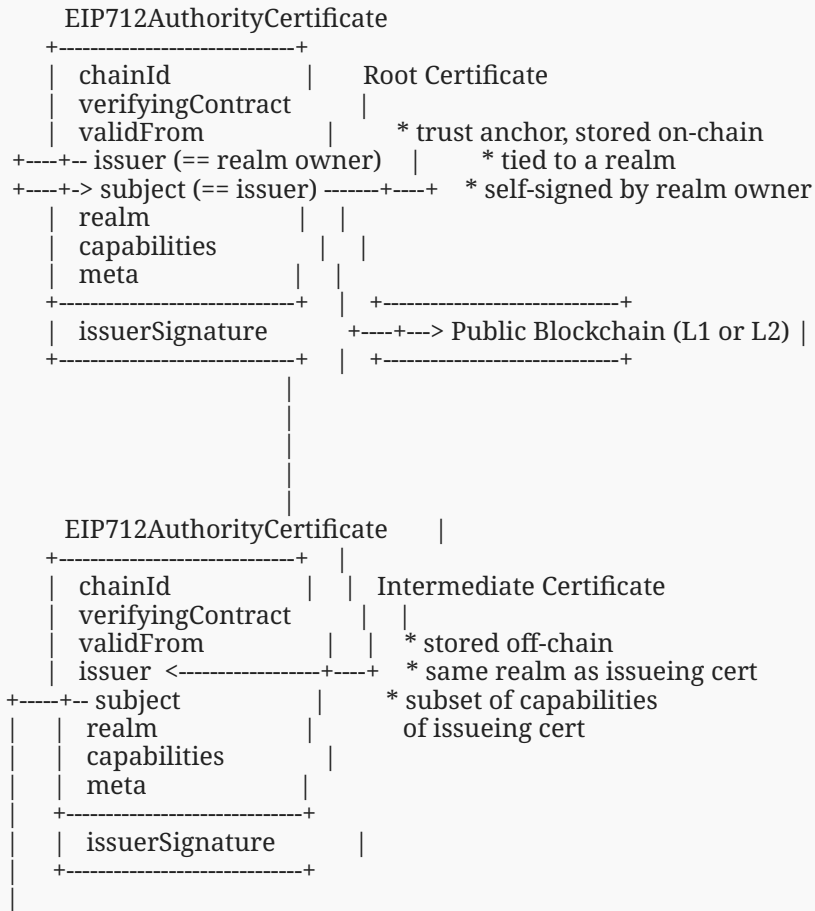 EIP712AuthorityCertificate
+------------------------------+
| chainId | Root Certificate
| verifyingContract |
| validFrom | * trust anchor, stored on-chain
+----+-- issuer (== realm owner) | * tied to a realm
+----+-> subject (== issuer) -------+----+ * self-signed by realm owner
| realm | |
| capabilities | |
| meta | |
+------------------------------+ | +------------------------------+
| issuerSignature +----+---> Public Blockchain (L1 or L2) |
+------------------------------+ | +------------------------------+
|
|
|
|
|
EIP712AuthorityCertificate |
+------------------------------+ |
| chainId | | Intermediate Certificate
| verifyingContract | |
| validFrom | | * stored off-chain
| issuer <------------------+----+ * same realm as issueing cert
+-----+-- subject | * subset of capabilities
| | realm | of issueing cert
| | capabilities |
| | meta |
| +------------------------------+
| | issuerSignature |
| +------------------------------+
|